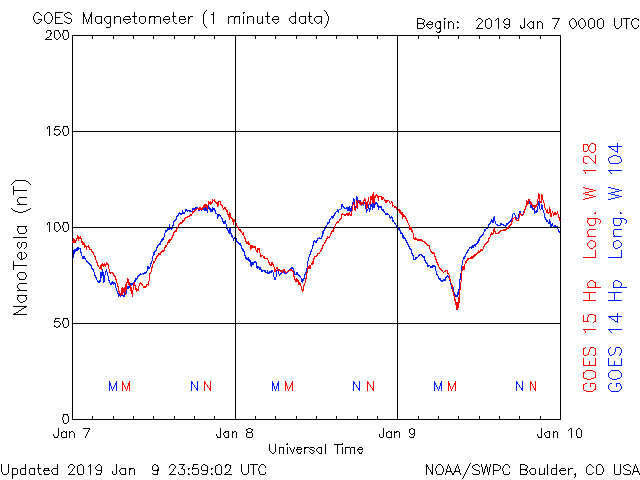 GOES Magnetometer (1 minute data)
Begin: 2019 Jan 7 0000 UTC
200
150
100
50
0
NanoTesla (nT)
M M N N M M N N M M N N
Jan 7 Jan 8 Jan 9 Jan 10
Universal Time
GOES 15 Hp Long. W 128
GOES 14 Hp Long. W 104
Updated 2019 Jan 9 23:59:02 UTC
NOAA/SWPC Boulder, CO USA